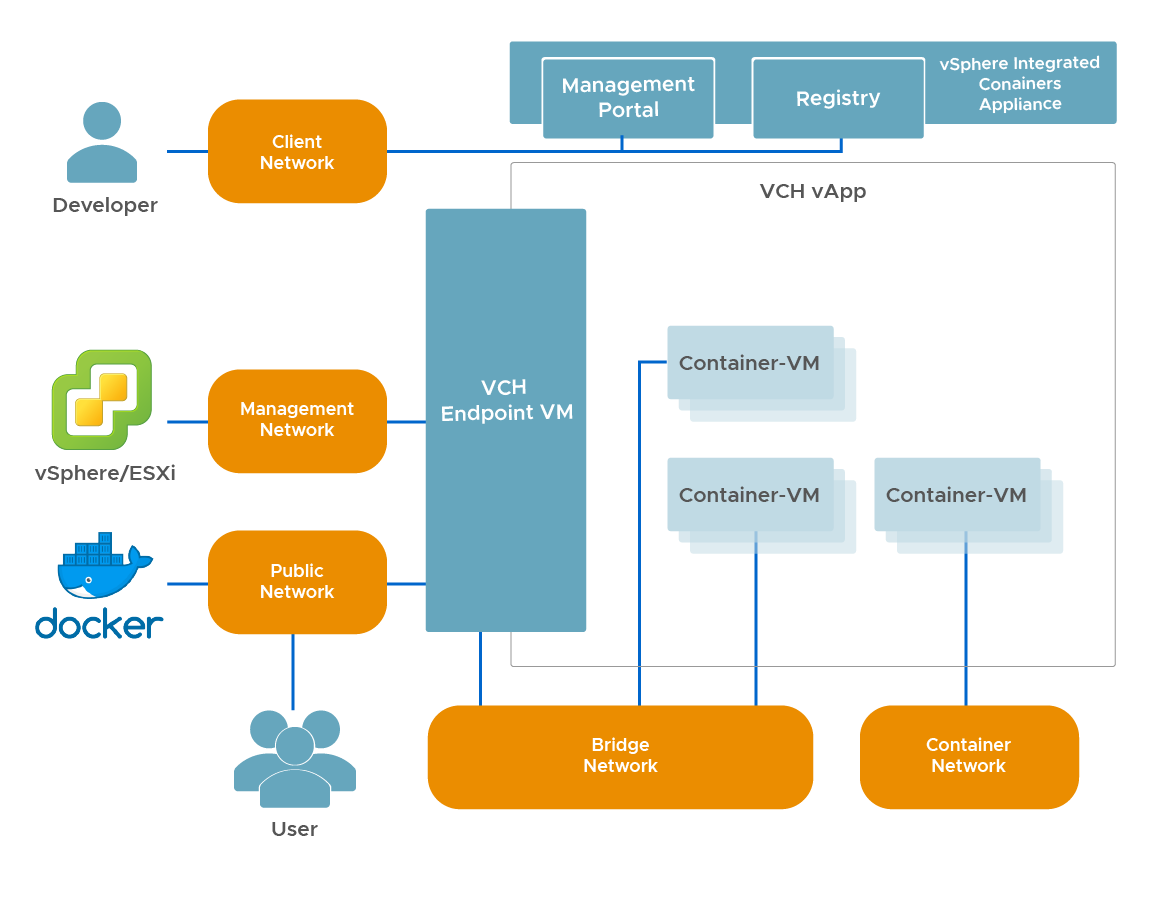 vSphere Integrated
Conainers
Appliance
Management
Portal
Registry
Client
Network
Developer
VCH vApp
VCH
Endpoint VM
Container-VM
Management
Network
vSphere/ESXi
Container-VM
Container-VM
Public
Network
docker
Bridge
Network
Container
Network
User